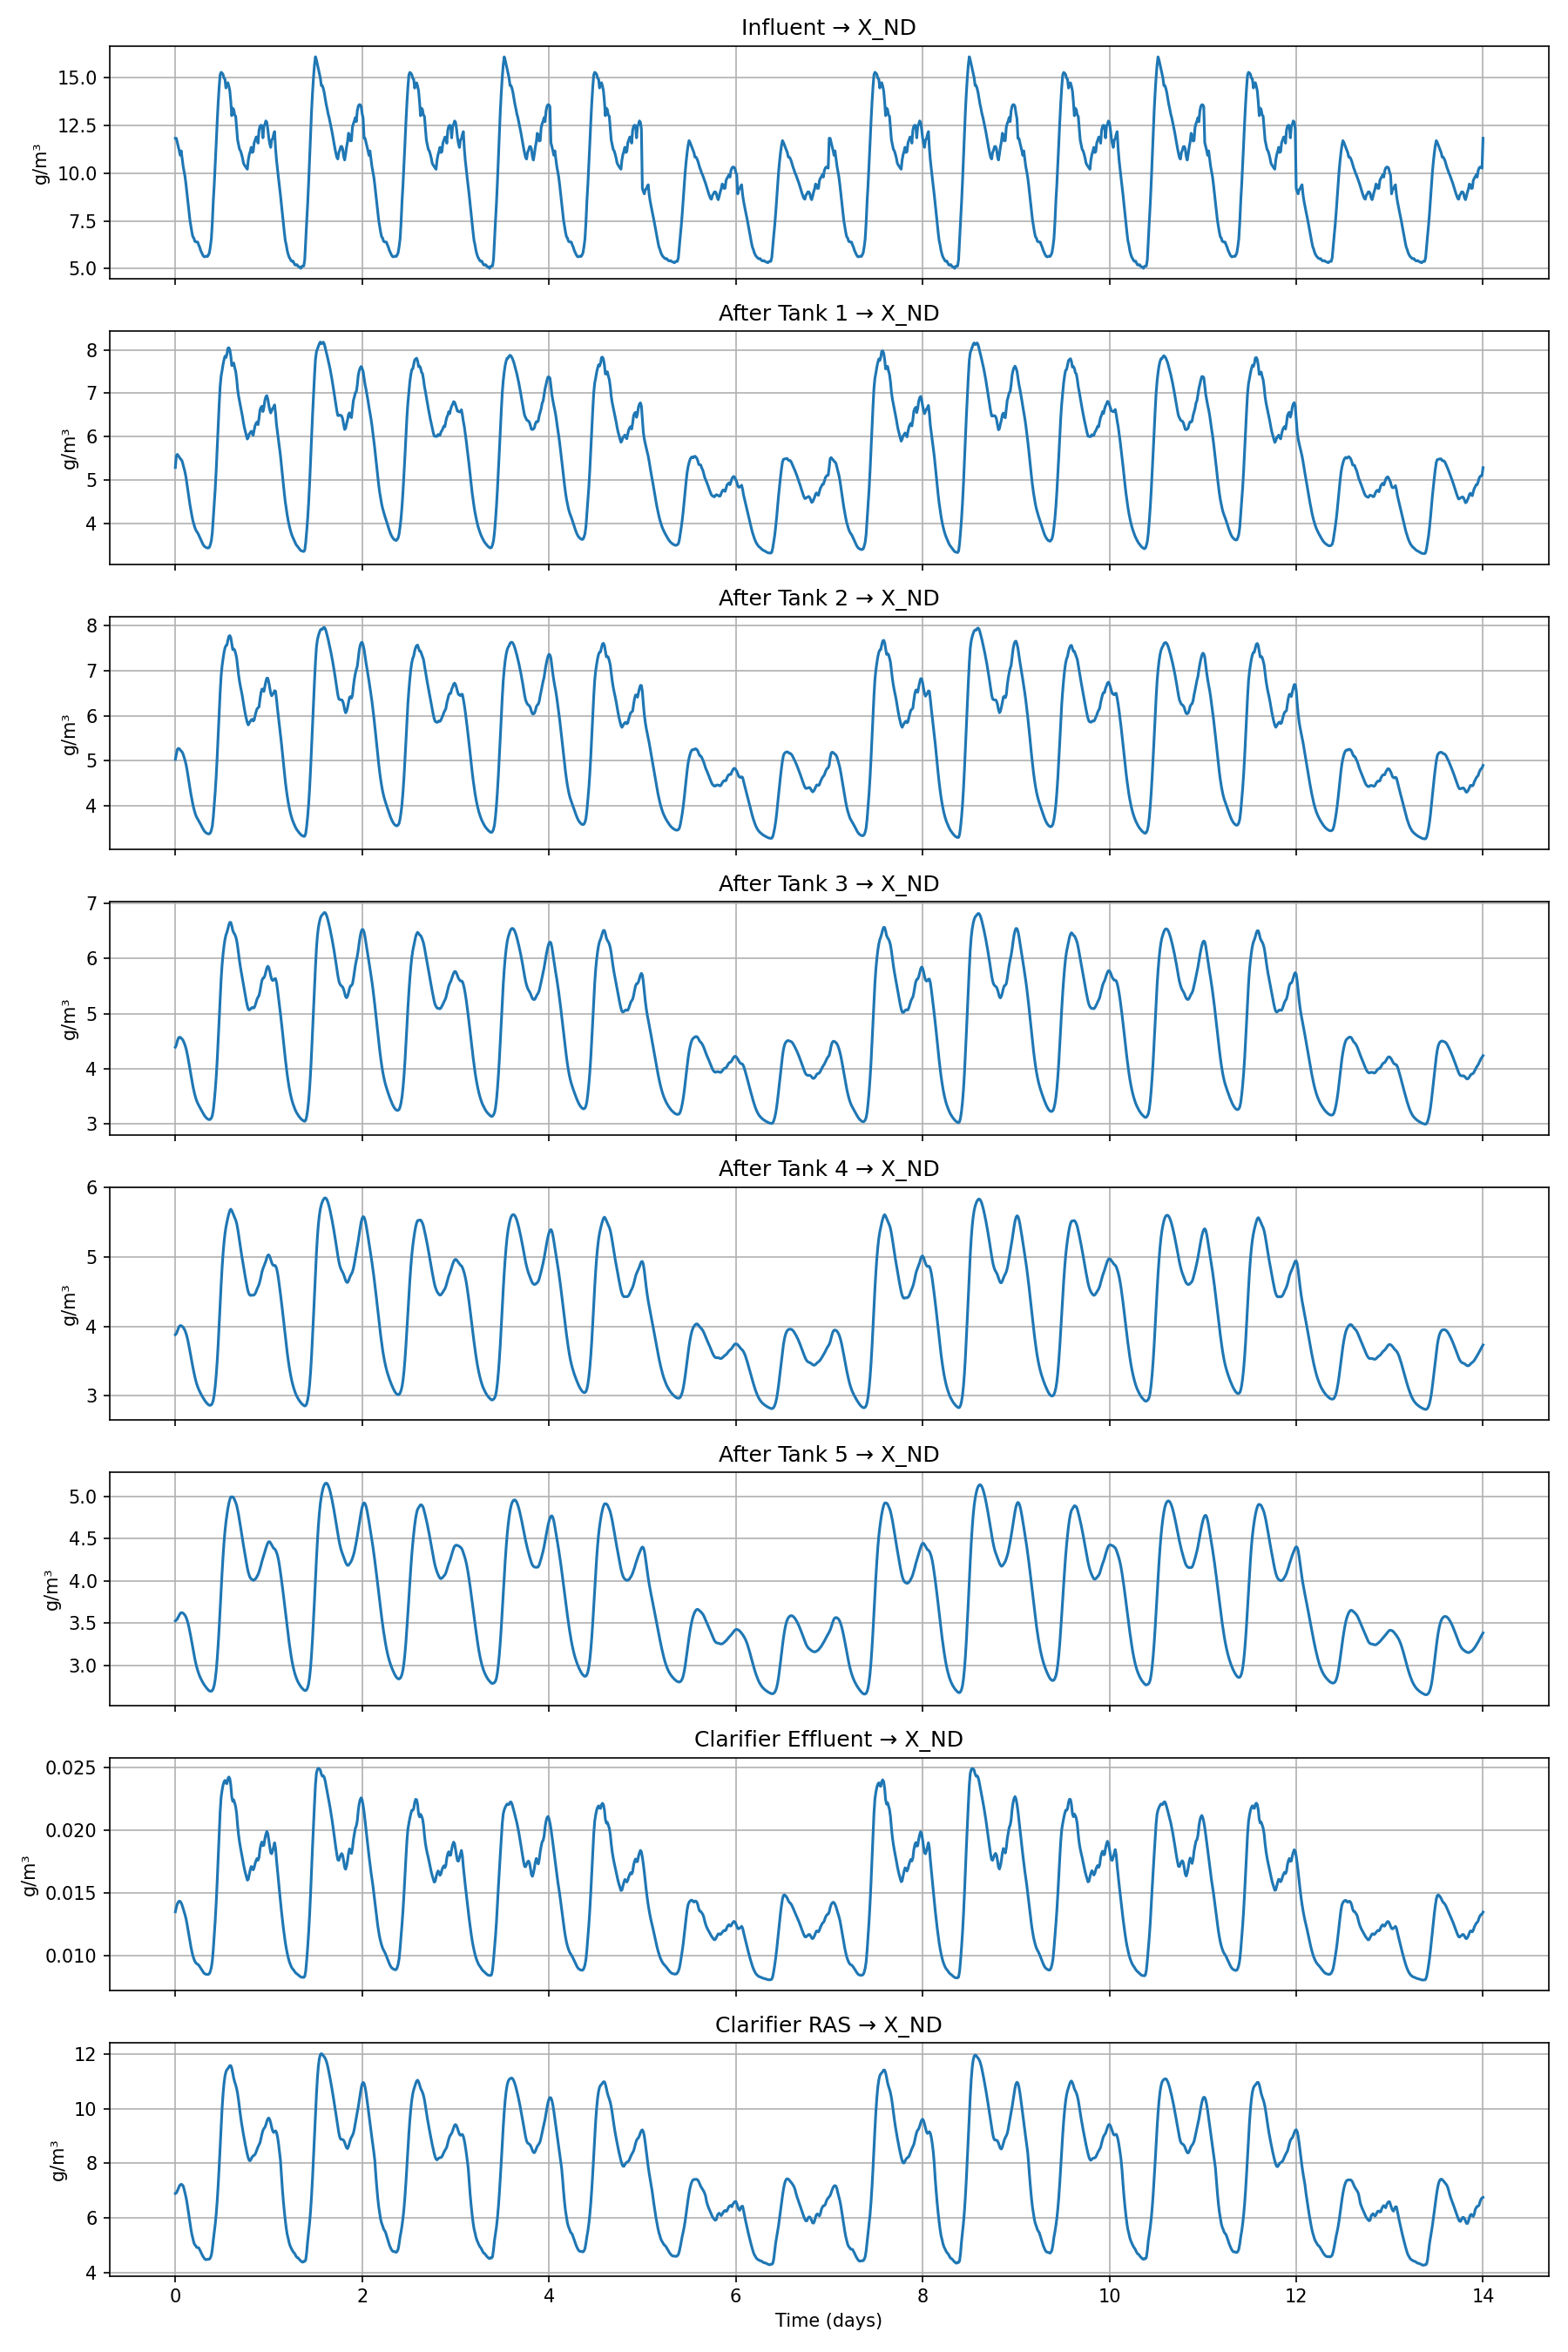 Influent → X_ND
15.0
12.5
10.0
7.5
5.0
g/m³
After Tank 1 → X_ND
8
7
6
5
4
g/m³
After Tank 2 → X_ND
8
7
6
5
4
g/m³
After Tank 3 → X_ND
7
6
5
4
3
g/m³
After Tank 4 → X_ND
6
5
4
3
g/m³
After Tank 5 → X_ND
5.0
4.5
4.0
3.5
3.0
g/m³
Clarifier Effluent → X_ND
0.025
0.020
0.015
0.010
g/m³
Clarifier RAS → X_ND
12
10
8
6
4
g/m³
0 2 4 6 8 10 12 14
Time (days)